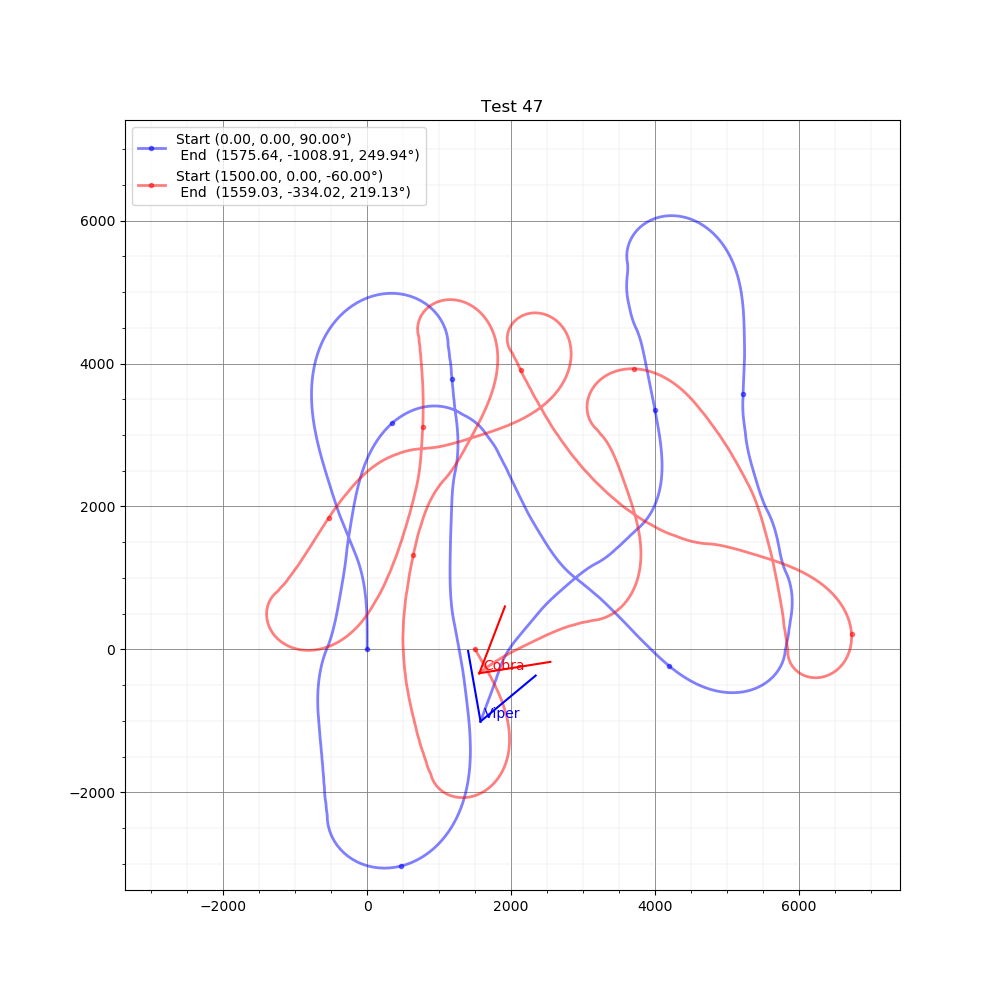 Test 47
Start (0.00, 0.00, 90.00°)
End  (1575.64, -1008.91, 249.94°)
Start (1500.00, 0.00, -60.00°)
End  (1559.03, -334.02, 219.13°)
6000
4000
2000
0
−2000
Cobra
Viper
−2000
0
2000
4000
6000